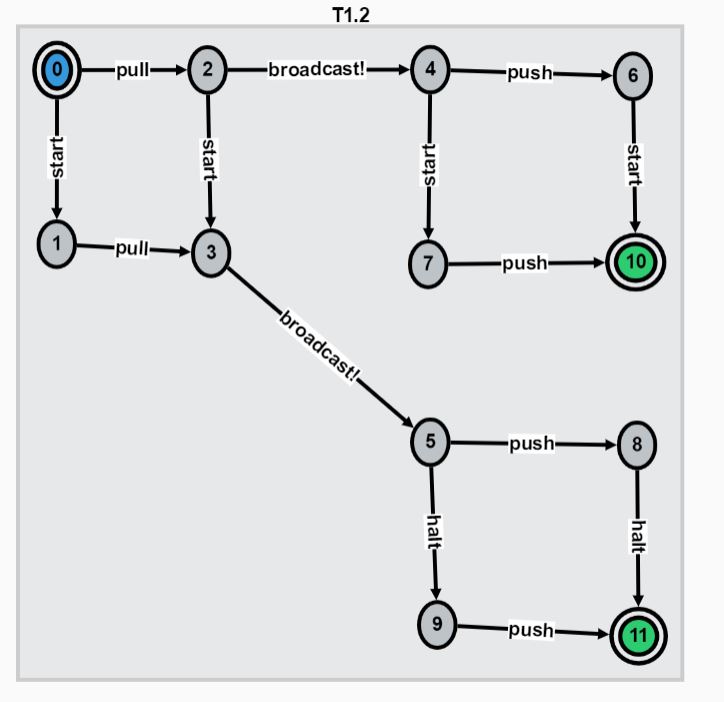 T1.2
0 pull 2 broadcast! 4 push 6
start start start start
1 pull 3 7 push 10
broadcast!
5 push 8
halt halt
9 push 11